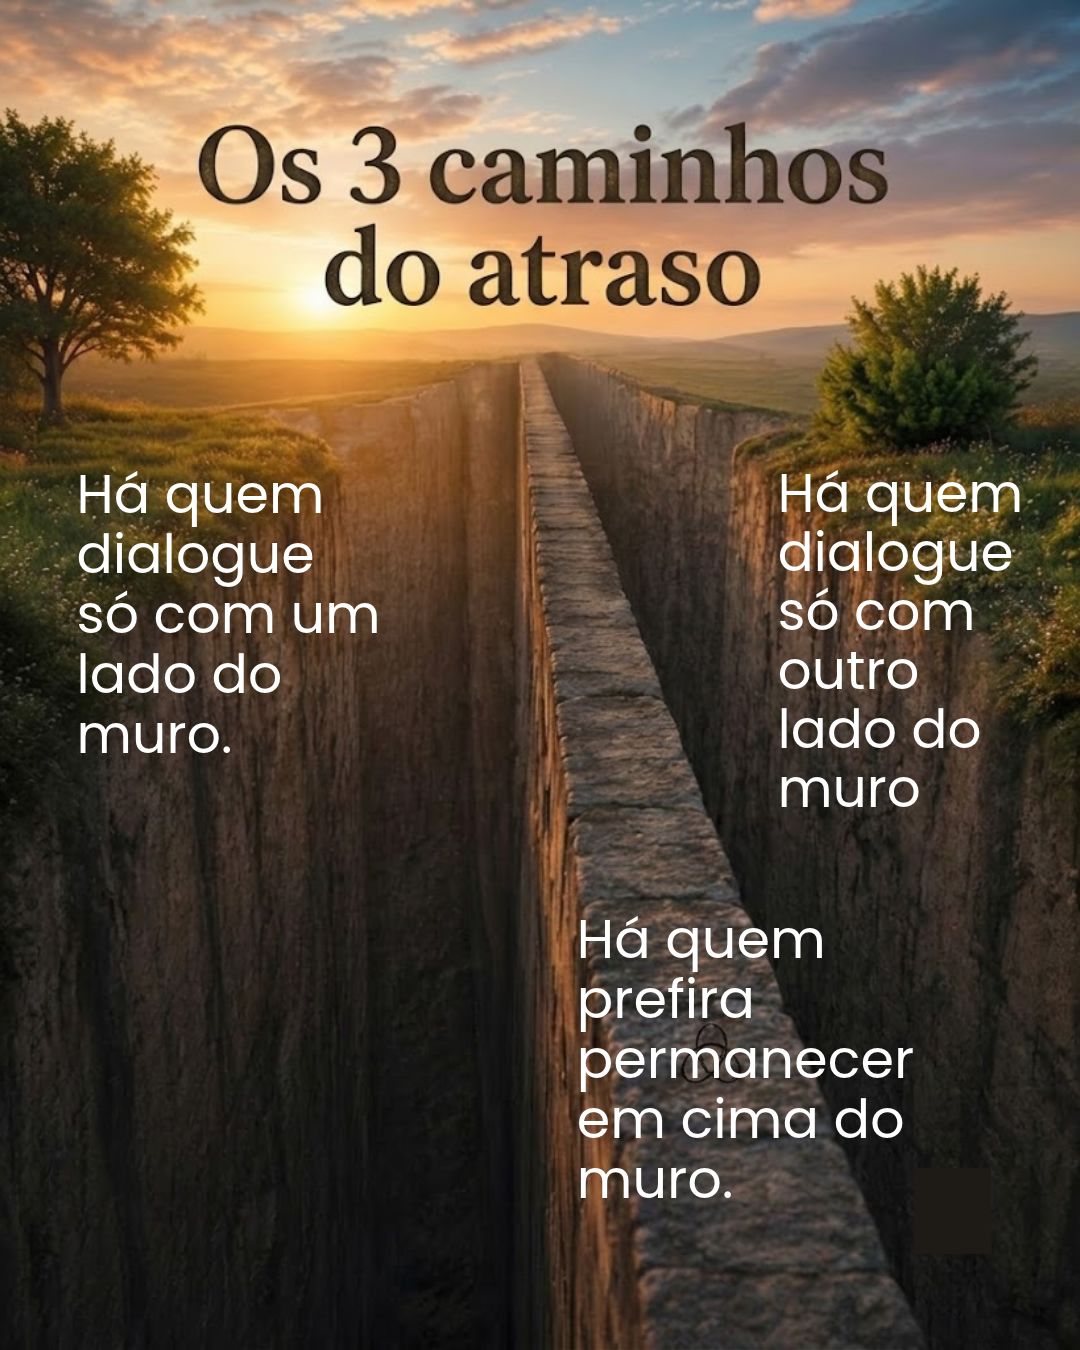 Os 3 caminhos
do atraso
Há quem
dialogue
só com um
lado do
muro.
Há quem
dialogue
só com
outro
lado do
muro
Há quem
prefira
permanecer
em cima do
muro.